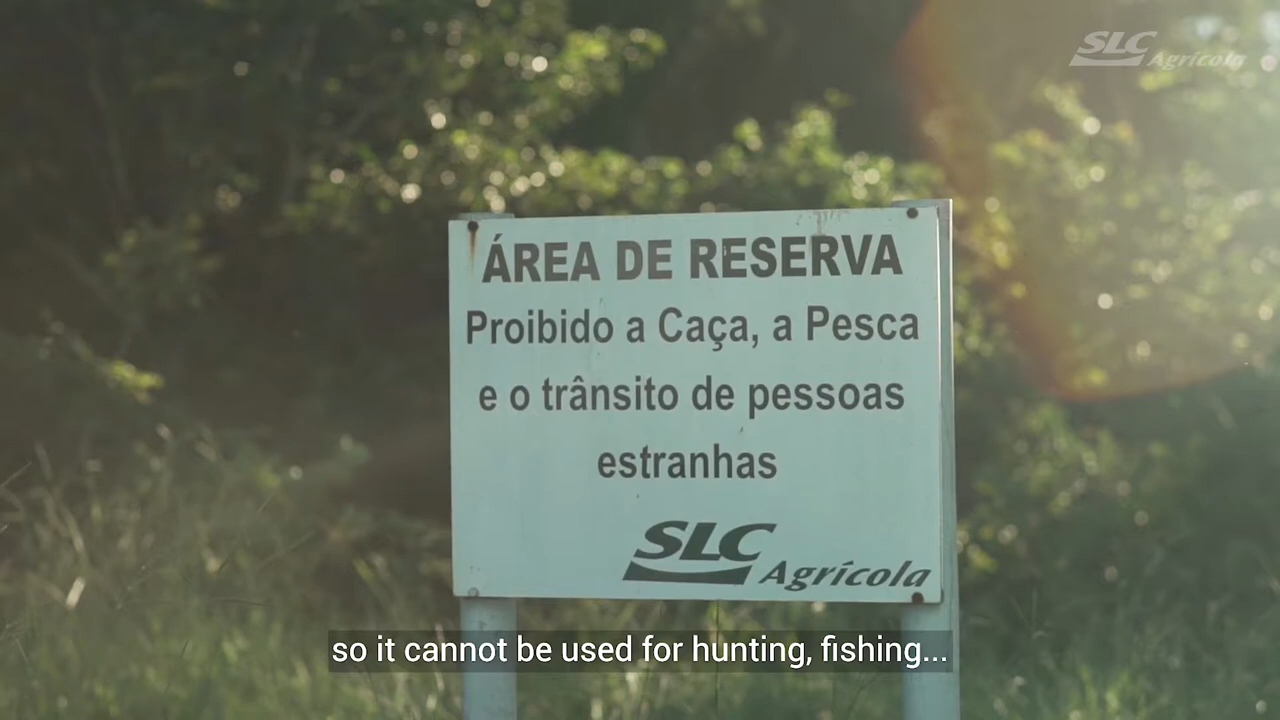 SLC
Agrícola
ÁREA DE RESERVA
Proibido a Caça, a Pesca
e o trânsito de pessoas
estranhas
SLC
Agrícola
so it cannot be used for hunting, fishing...